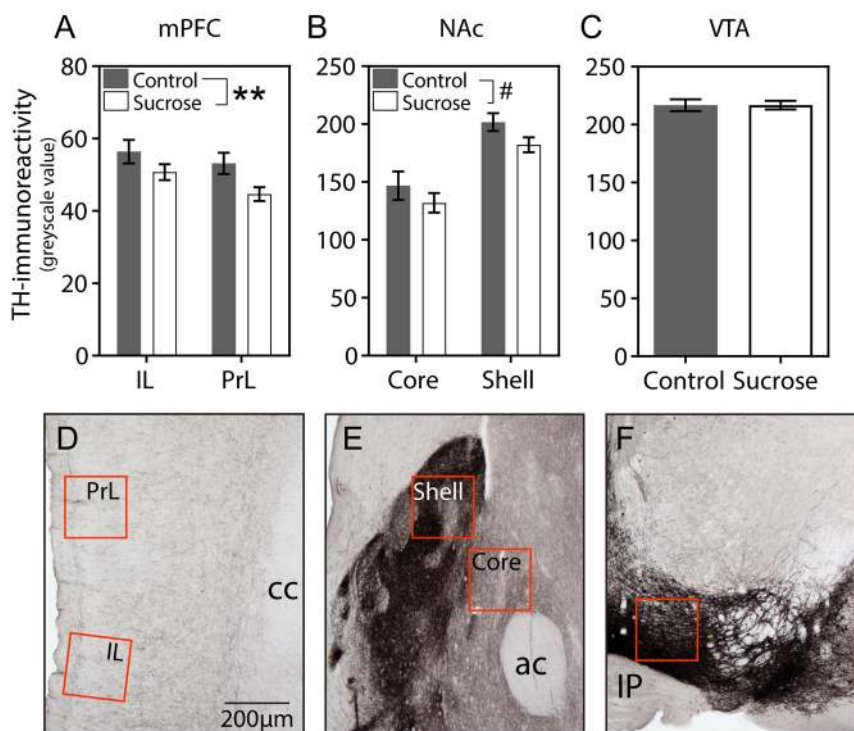 A mPFC
B NAc
C VTA
TH-immunoreactivity
(greyscale value)
80
60
40
20
0
Control
Sucrose
**
IL PrL
250
200
150
100
50
0
Control
Sucrose
#
Core Shell
250
200
150
100
50
0
Control Sucrose
D
PrL
IL
cc
200µm
E
Shell
Core
ac
F
IP